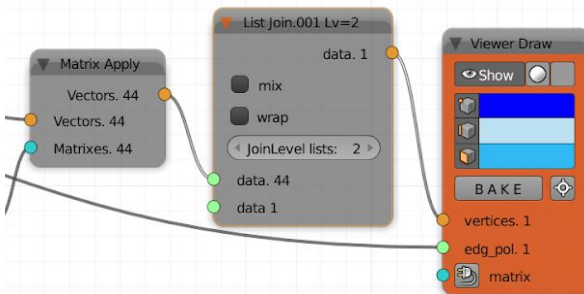 Matrix Apply
Vectors. 44
Vectors. 44
Matrixes. 44
List Join.001 Lv=2
data. 1
mix
wrap
JoinLevel lists: 2
data. 44
data 1
Viewer Draw
Show
B A K E
vertices. 1
edg_pol. 1
matrix